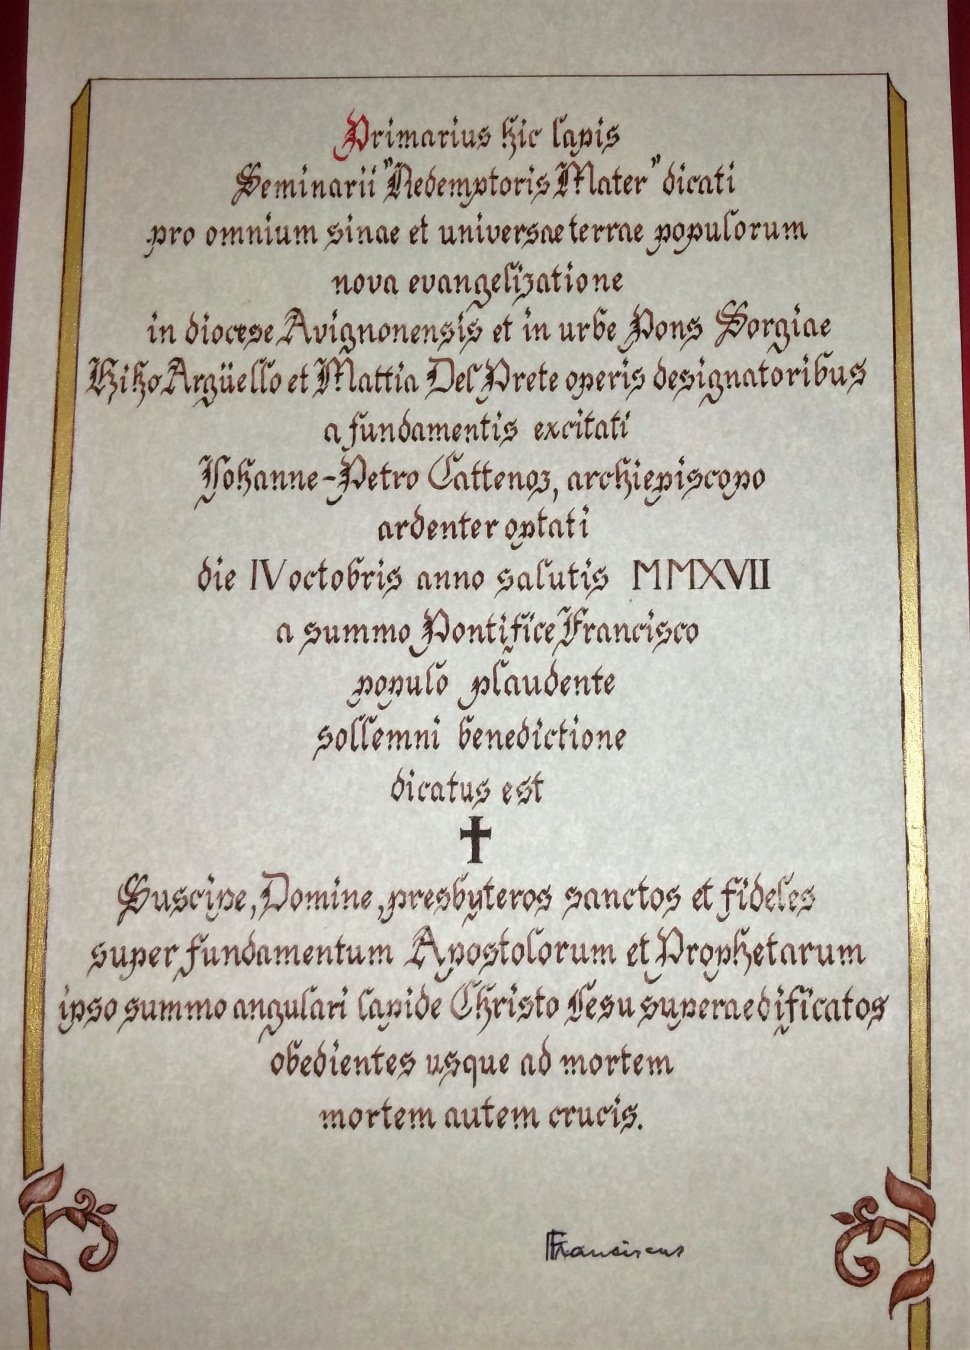 Primarius hic lapis
Seminarii "Redemptoris Mater" dicati
pro omnium sinae et universae terrae populorum
nova evangelizatione
in diocese Avignonensis et in urbe Pons Sorgiae
Kiko Argüello et Mattia Del Prete operis designatoribus
a fundamentis excitati
Iohanne-Petro Cattenoz, archiepiscopo
ardenter optati
die IV octobris anno salutis MMXVII
a summo Pontifice Francisco
populo plaudente
sollemni benedictione
dicatus est
Suscipe, Domine, presbyteros sanctos et fideles
super fundamentum Apostolorum et Prophetarum
ipso summo angulari lapide Christo Iesu superaedificatos
obedientes usque ad mortem
mortem autem crucis.
Franciscus